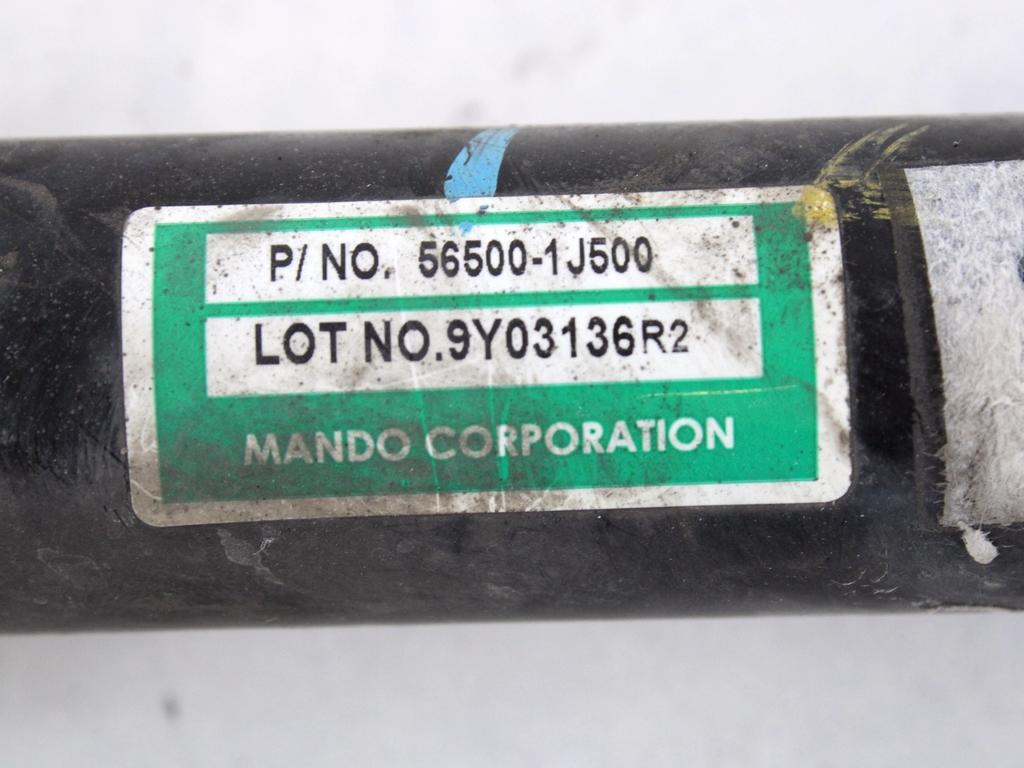 P/ NO. 56500-1J500
LOT NO.9Y03136R2
MANDO CORPORATION